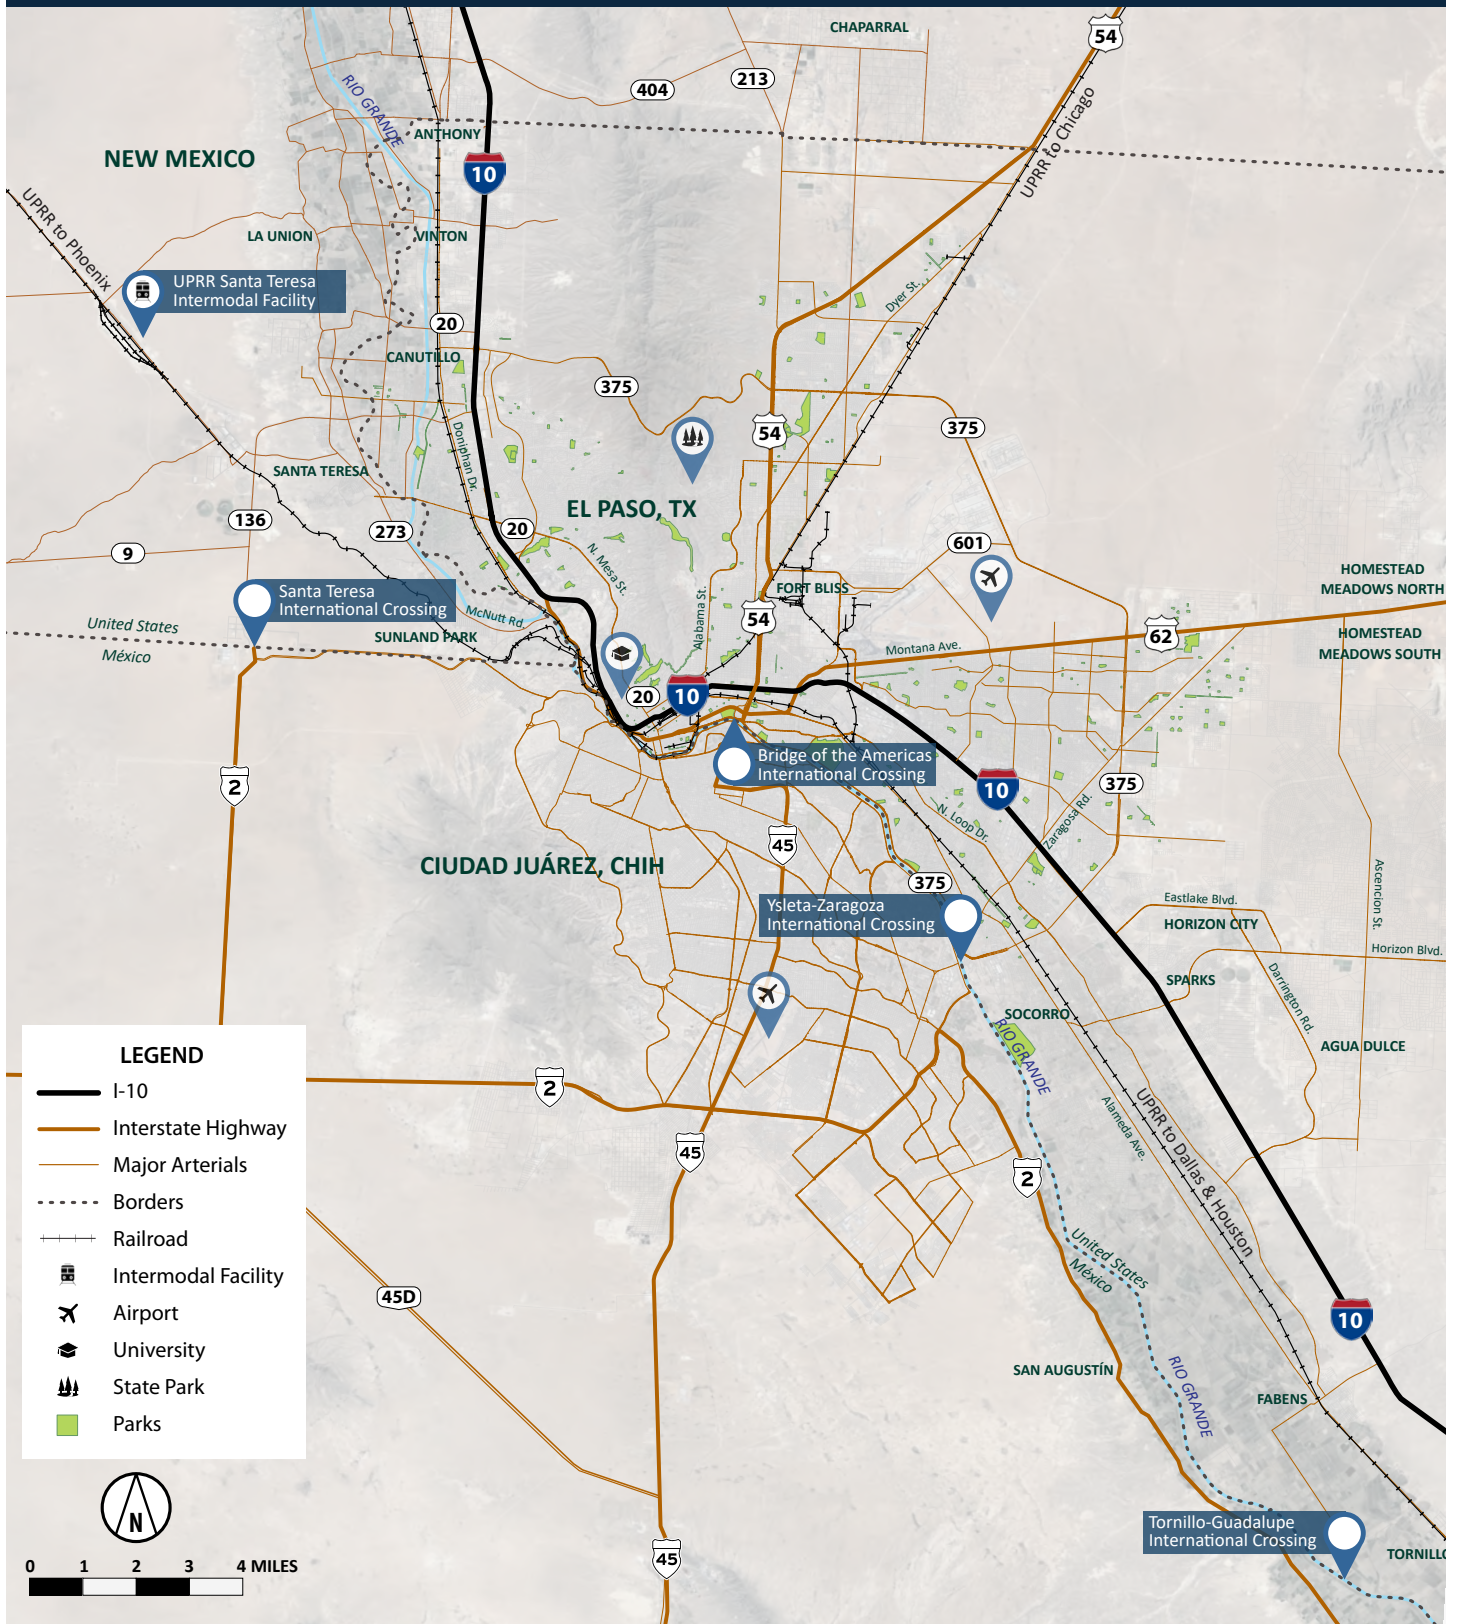 CHAPARRAL
54
404
213
RIO GRANDE
UPRR to Chicago
ANTHONY
NEW MEXICO
10
UPRR to Phoenix
LA UNION
VINTON
UPRR Santa Teresa
Intermodal Facility
Dyer St.
20
CANUTILLO
375
54
375
Doniphan Dr.
SANTA TERESA
EL PASO, TX
136
273
20
9
N. Mesa St.
601
HOMESTEAD
MEADOWS NORTH
FORT BLISS
Santa Teresa
International Crossing
McNutt Rd.
Alabama St.
54
United States
México
SUNLAND PARK
Montana Ave.
62
HOMESTEAD
MEADOWS SOUTH
20
10
Bridge of the Americas
International Crossing
2
10
375
N. Loop Dr.
Zaragosa Rd.
45
CIUDAD JUÁREZ, CHIH
375
Ascencion St.
Ysleta-Zaragoza
International Crossing
Eastlake Blvd.
HORIZON CITY
Horizon Blvd.
SPARKS
Darrington Rd.
SOCORRO
RIO GRANDE
AGUA DULCE
2
UPRR to Dallas & Houston
Alameda Ave.
45
2
United States
México
45D
10
SAN AUGUSTÍN
RIO GRANDE
FABENS
Tornillo-Guadalupe
International Crossing
TORNILLO
45
LEGEND
I-10
Interstate Highway
Major Arterials
Borders
Railroad
Intermodal Facility
Airport
University
State Park
Parks
N
0 1 2 3 4 MILES